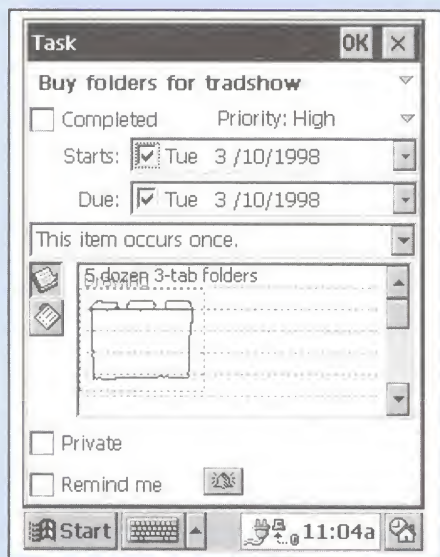 Task OK
Buy folders for tradshow
Completed Priority: High
Starts: Tue 3 /10/1998
Due: Tue 3 /10/1998
This item occurs once.
5 dozen 3-tab folders
Drawing
Private
Remind me
Start 11:04a